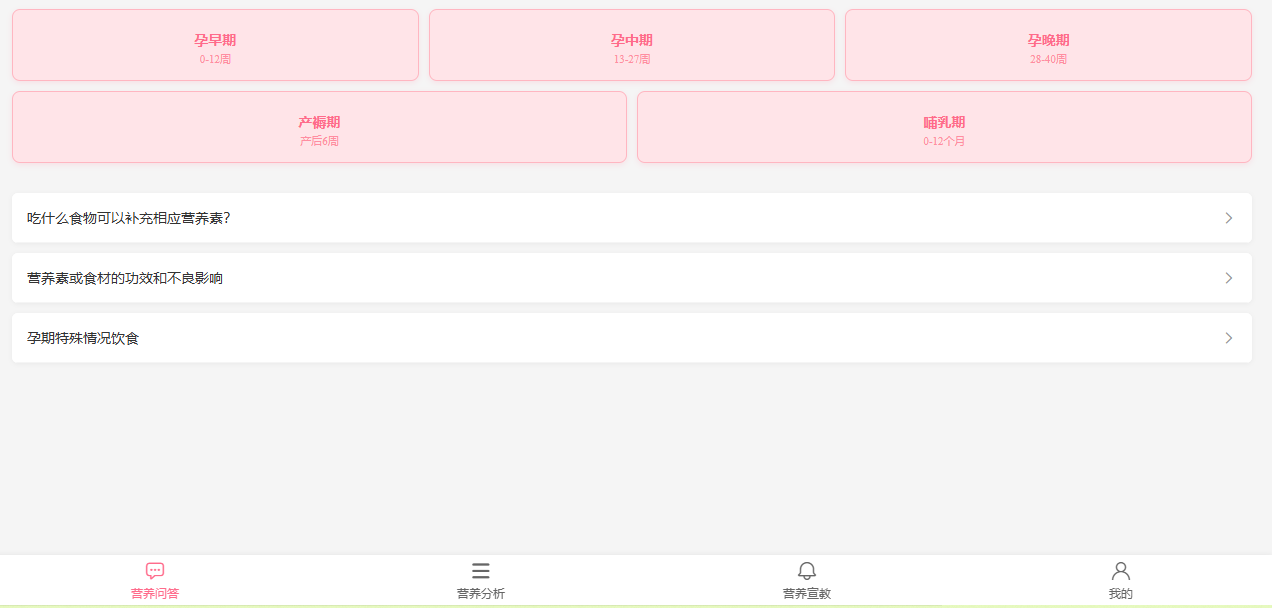 孕早期
0-12周
孕中期
13-27周
孕晚期
28-40周
产褥期
产后6周
哺乳期
0-12个月
吃什么食物可以补充相应营养素?
营养素或食材的功效和不良影响
孕期特殊情况饮食
营养问答
营养分析
营养宣教
我的